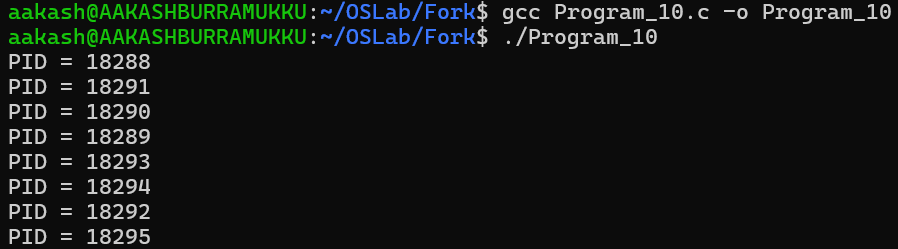 aakash@AAKASHBURRAMUKKU:~/OSLab/Fork$ gcc Program_10.c -o Program_10
aakash@AAKASHBURRAMUKKU:~/OSLab/Fork$ ./Program_10
PID = 18288
PID = 18291
PID = 18290
PID = 18289
PID = 18293
PID = 18294
PID = 18292
PID = 18295